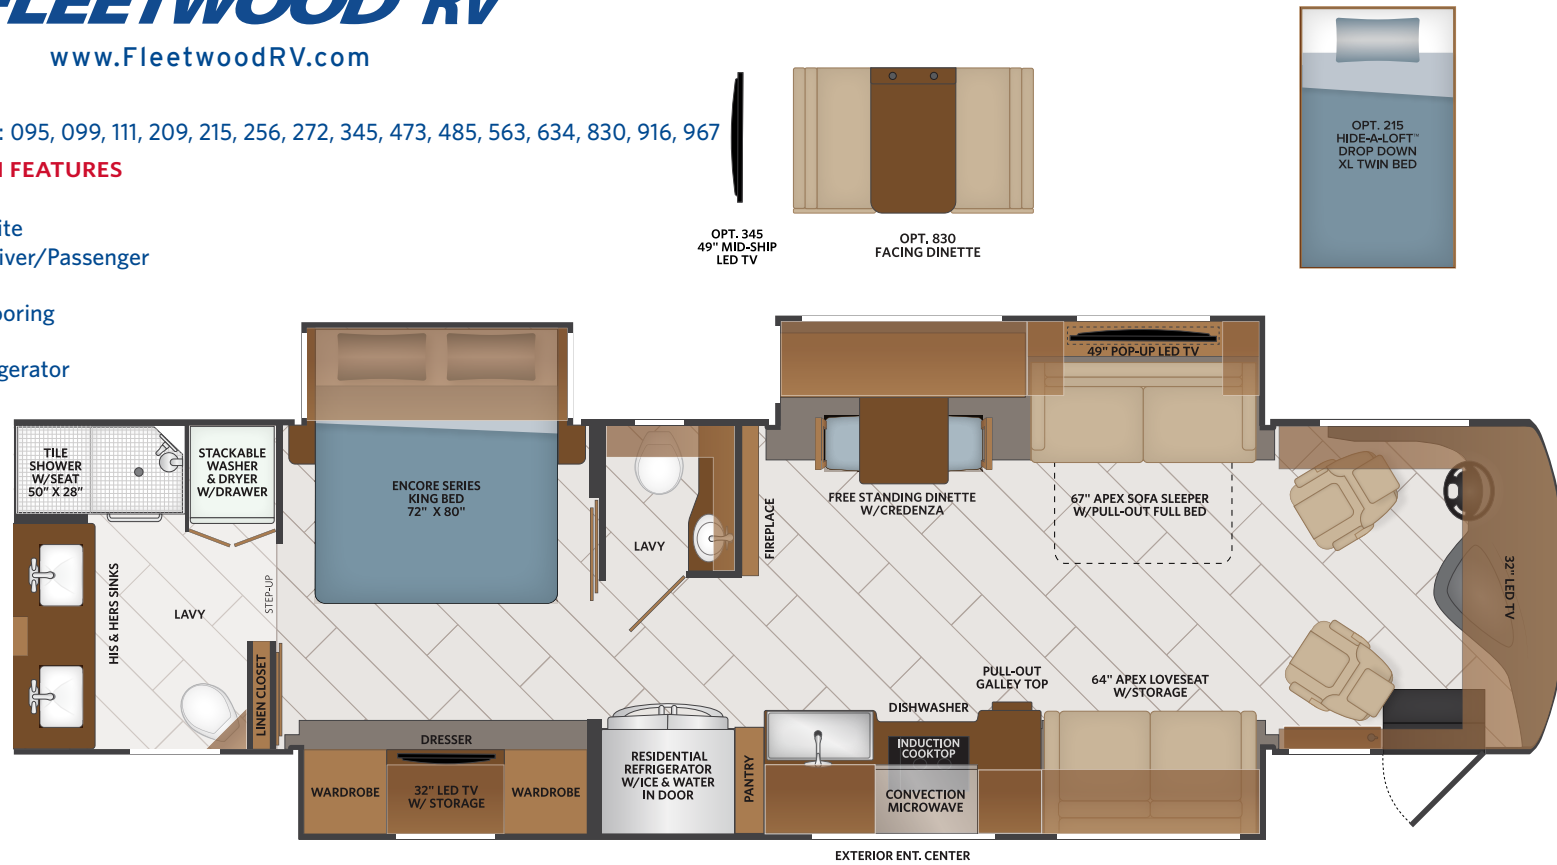 FLEETWOOD RV
www.FleetwoodRV.com
: 095, 099, 111, 209, 215, 256, 272, 345, 473, 485, 563, 634, 830, 916, 967
FEATURES
OPT. 345
49" MID-SHIP
LED TV
OPT. 830
FACING DINETTE
OPT. 215
HIDE-A-LOFT™
DROP DOWN
XL TWIN BED
ite
iver/Passenger
ooring
gerator
49" POP-UP LED TV
TILE
SHOWER
W/SEAT
50" X 28"
STACKABLE
WASHER
& DRYER
W/DRAWER
ENCORE SERIES
KING BED
72" X 80"
LAVY
FIREPLACE
FREE STANDING DINETTE
W/CREDENZA
67" APEX SOFA SLEEPER
W/PULL-OUT FULL BED
32" LED TV
HIS & HERS SINKS
LAVY
STEP-UP
LINEN CLOSET
PULL-OUT
GALLEY TOP
64" APEX LOVESEAT
W/STORAGE
DISHWASHER
DRESSER
INDUCTION
COOKTOP
WARDROBE
32" LED TV
W/ STORAGE
WARDROBE
RESIDENTIAL
REFRIGERATOR
W/ICE & WATER
IN DOOR
PANTRY
CONVECTION
MICROWAVE
EXTERIOR ENT. CENTER